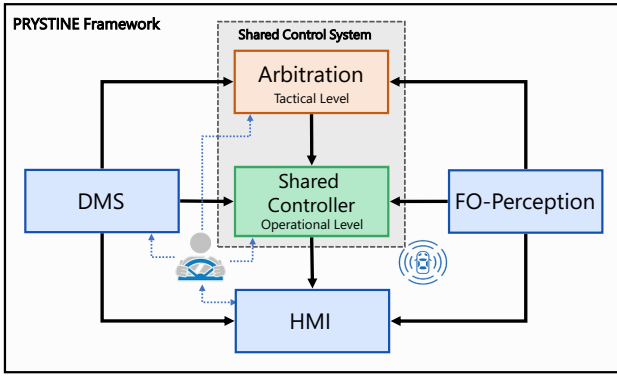 PRYSTINE Framework
Shared Control System
Arbitration
Tactical Level
DMS
Shared
Controller
Operational Level
FO-Perception
HMI